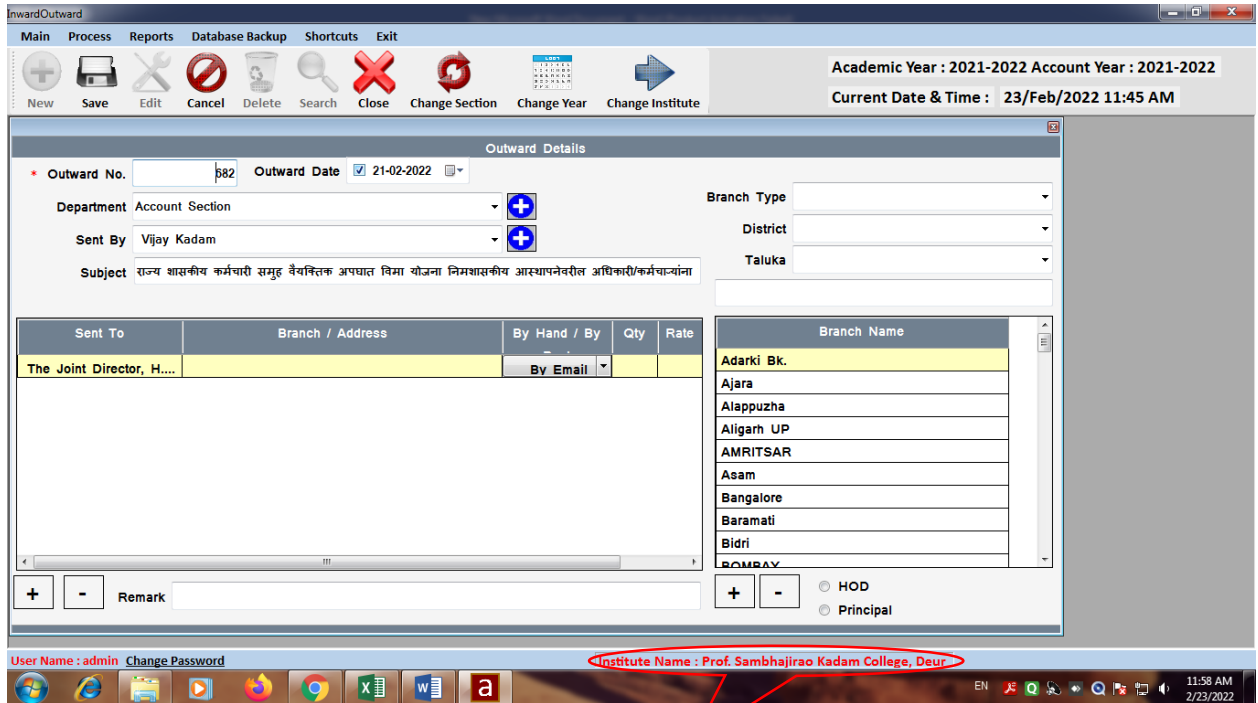 InwardOutward
Main Process Reports Database Backup Shortcuts Exit
New Save Edit Cancel Delete Search Close Change Section Change Year Change Institute
Academic Year : 2021-2022 Account Year : 2021-2022
Current Date & Time : 23/Feb/2022 11:45 AM
Outward Details
* Outward No. 682 Outward Date 21-02-2022
Department Account Section
Sent By Vijay Kadam
Subject राज्य शासकीय कर्मचारी समुह वैयक्तिक अपघात विमा योजना निमशासकीय आस्थापनेवरील अधिकारी/कर्मचाऱ्यांना
Branch Type
District
Taluka
Sent To Branch / Address By Hand / By Qty Rate
The Joint Director, H.... By Email
Branch Name
Adarki Bk.
Ajara
Alappuzha
Aligarh UP
AMRITSAR
Asam
Bangalore
Baramati
Bidri
BOMBAY
+ - Remark
+ - HOD
Principal
User Name : admin Change Password
Institute Name : Prof. Sambhajirao Kadam College, Deur
EN 11:58 AM
2/23/2022